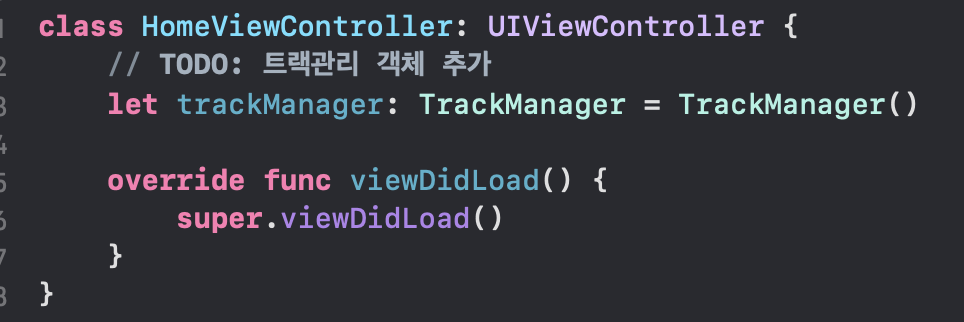 1 class HomeViewController: UIViewController {
2 // TODO: 트랙관리 객체 추가
3 let trackManager: TrackManager = TrackManager()
4
5 override func viewDidLoad() {
6 super.viewDidLoad()
7 }
8 }